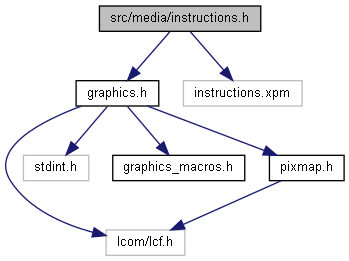 src/media/instructions.h
graphics.h
instructions.xpm
stdint.h
graphics_macros.h
pixmap.h
lcom/lcf.h